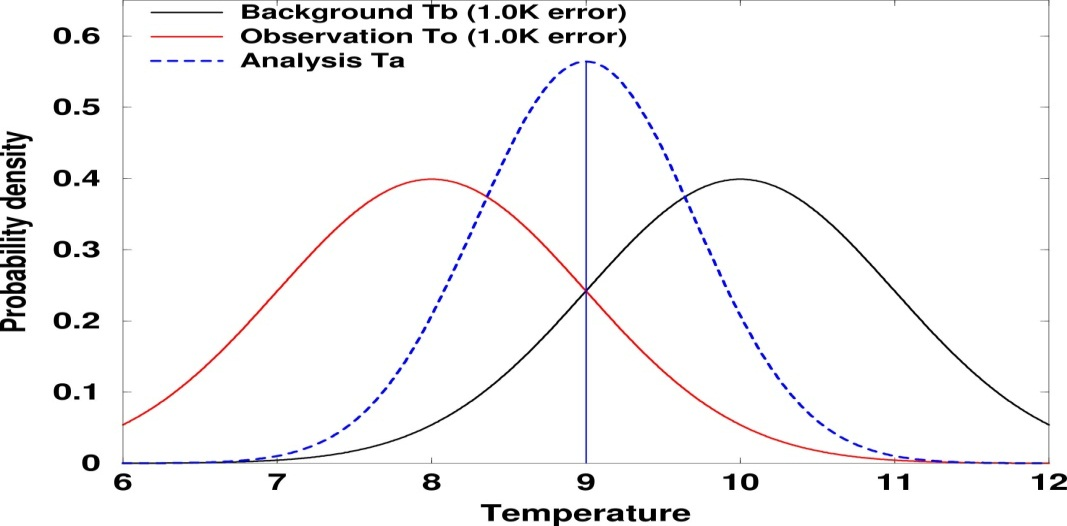 Background Tb (1.0K error)
Observation To (1.0K error)
Analysis Ta
Probability density
0.6
0.5
0.4
0.3
0.2
0.1
0
6 7 8 9 10 11 12
Temperature